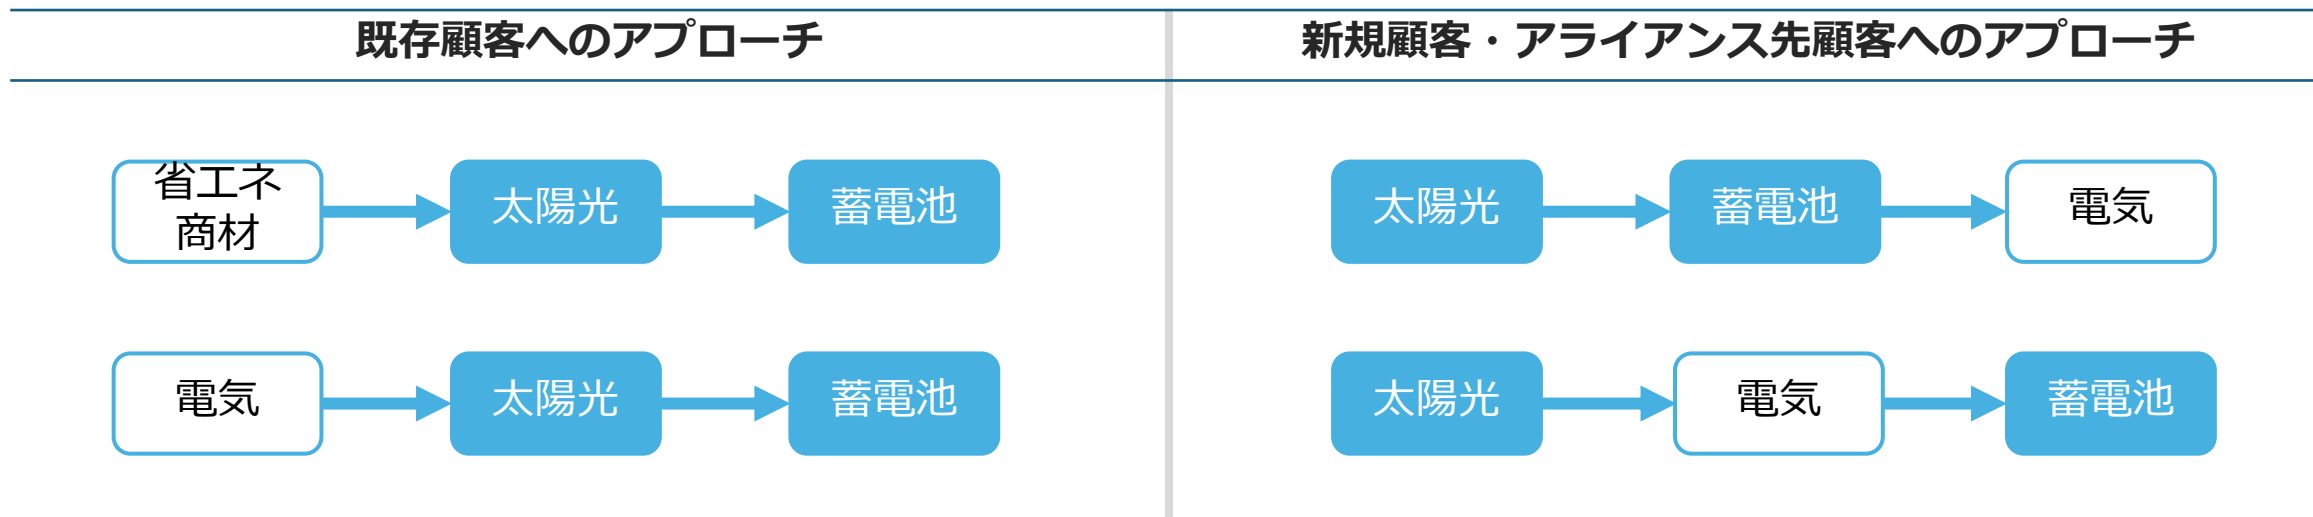 既存顧客へのアプローチ
省エネ
商材
太陽光
蓄電池
電気
太陽光
蓄電池
新規顧客・アライアンス先顧客へのアプローチ
太陽光
蓄電池
電気
太陽光
電気
蓄電池